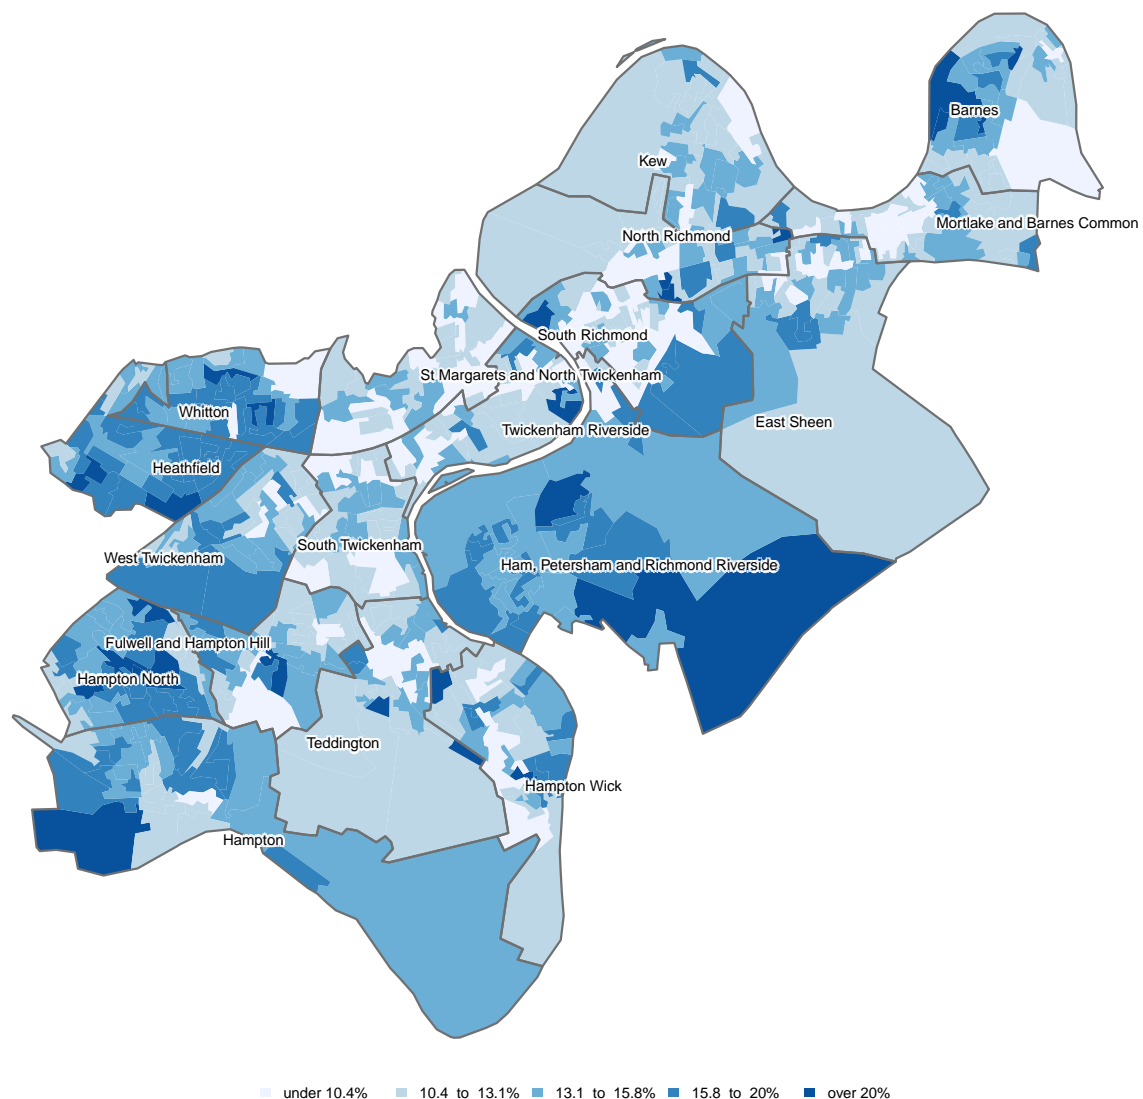 Barnes
Kew
Mortlake and Barnes Common
North Richmond
South Richmond
St Margarets and North Twickenham
Whitton
East Sheen
Twickenham Riverside
Heathfield
South Twickenham
West Twickenham
Ham, Petersham and Richmond Riverside
Fulwell and Hampton Hill
Hampton North
Teddington
Hampton Wick
Hampton
under 10.4%
10.4 to 13.1%
13.1 to 15.8%
15.8 to 20%
over 20%